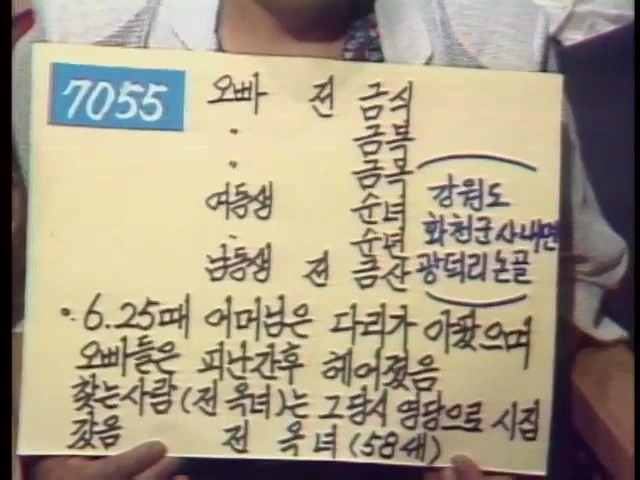 7055 오빠 전 금식
〃 금복
〃 금목
여동생 순녀
〃 순년
남동생 전 금산
강원도
화천군사내면
광덕리논골
• 6.25때 어머님은 다리가 아팠으며
오빠들은 피난간후 헤어졌음
찾는사람(전옥녀)는 그당시 영당으로 시집
갔음 전 옥 녀(58세)